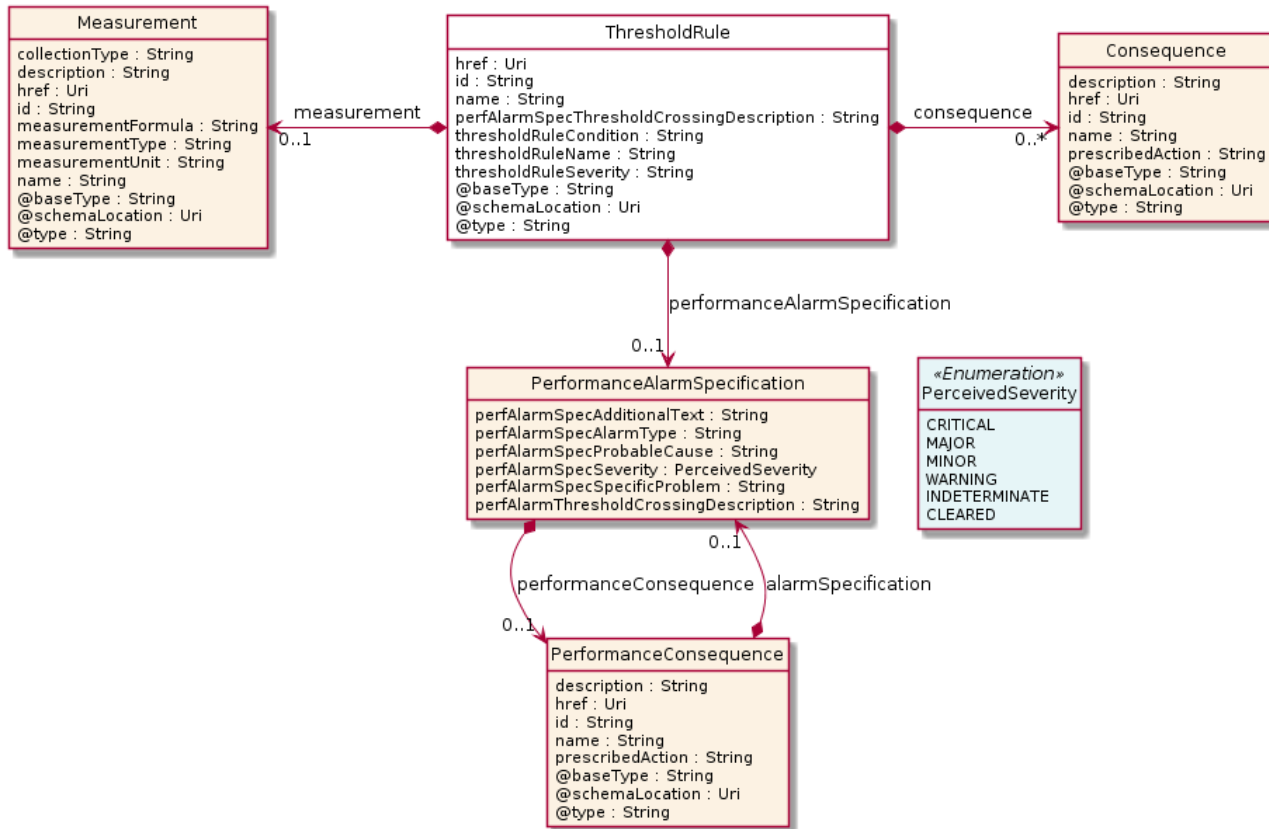 Measurement
collectionType : String
description : String
href : Uri
id : String
measurementFormula : String
measurementType : String
measurementUnit : String
name : String
@baseType : String
@schemaLocation : Uri
@type : String
measurement
0..1
ThresholdRule
href : Uri
id : String
name : String
perfAlarmSpecThresholdCrossingDescription : String
thresholdRuleCondition : String
thresholdRuleName : String
thresholdRuleSeverity : String
@baseType : String
@schemaLocation : Uri
@type : String
consequence
0..*
Consequence
description : String
href : Uri
id : String
name : String
prescribedAction : String
@baseType : String
@schemaLocation : Uri
@type : String
performanceAlarmSpecification
0..1
PerformanceAlarmSpecification
perfAlarmSpecAdditionalText : String
perfAlarmSpecAlarmType : String
perfAlarmSpecProbableCause : String
perfAlarmSpecSeverity : PerceivedSeverity
perfAlarmSpecSpecificProblem : String
perfAlarmThresholdCrossingDescription : String
«Enumeration»
PerceivedSeverity
CRITICAL
MAJOR
MINOR
WARNING
INDETERMINATE
CLEARED
0..1
performanceConsequence
alarmSpecification
0..1
PerformanceConsequence
description : String
href : Uri
id : String
name : String
prescribedAction : String
@baseType : String
@schemaLocation : Uri
@type : String